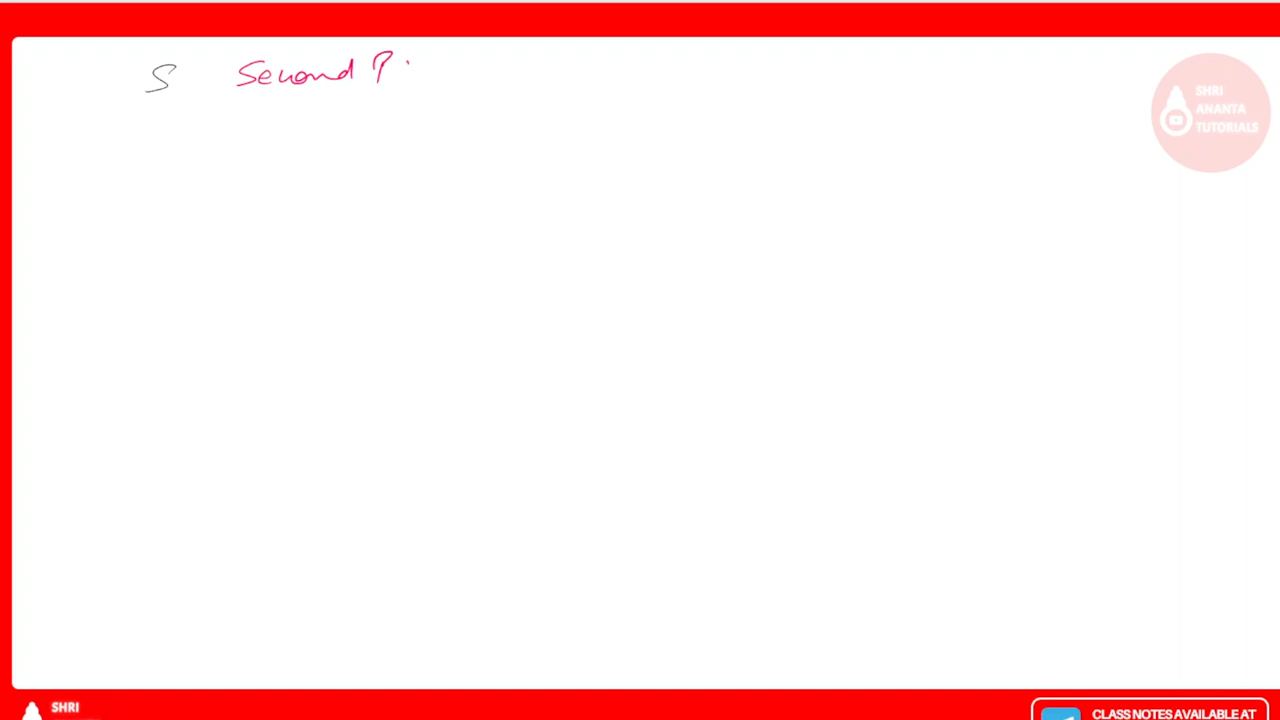 S Second P
SHRI
ANANTA
TUTORIALS
SHRI
CLASS NOTES AVAILABLE AT